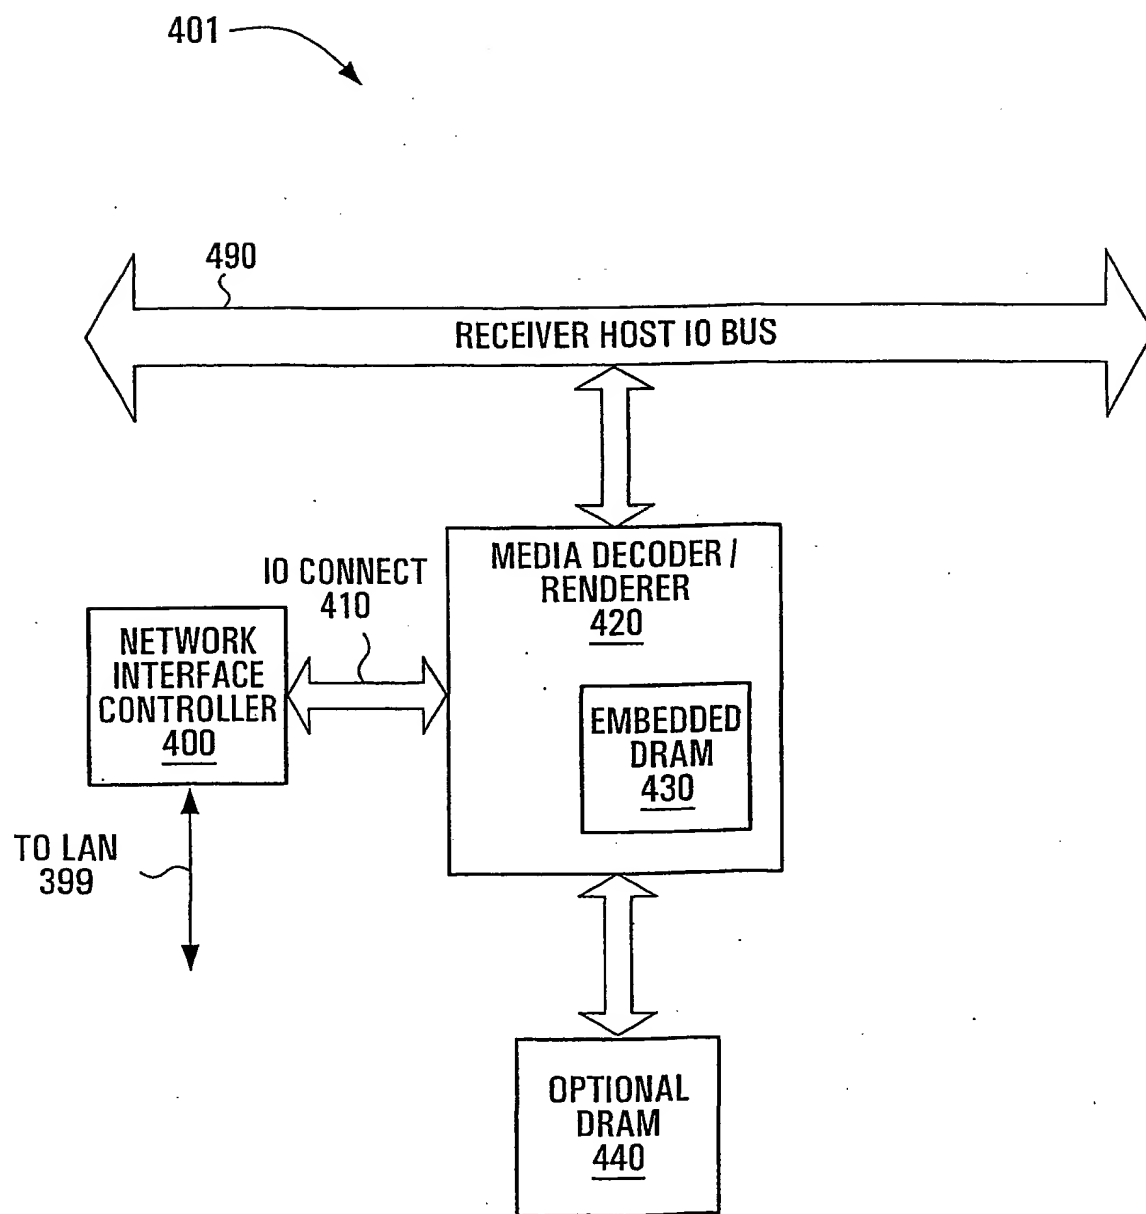 401
490
RECEIVER HOST IO BUS
MEDIA DECODER /
RENDERER
420
IO CONNECT
410
NETWORK
INTERFACE
CONTROLLER
400
EMBEDDED
DRAM
430
TO LAN
399
OPTIONAL
DRAM
440